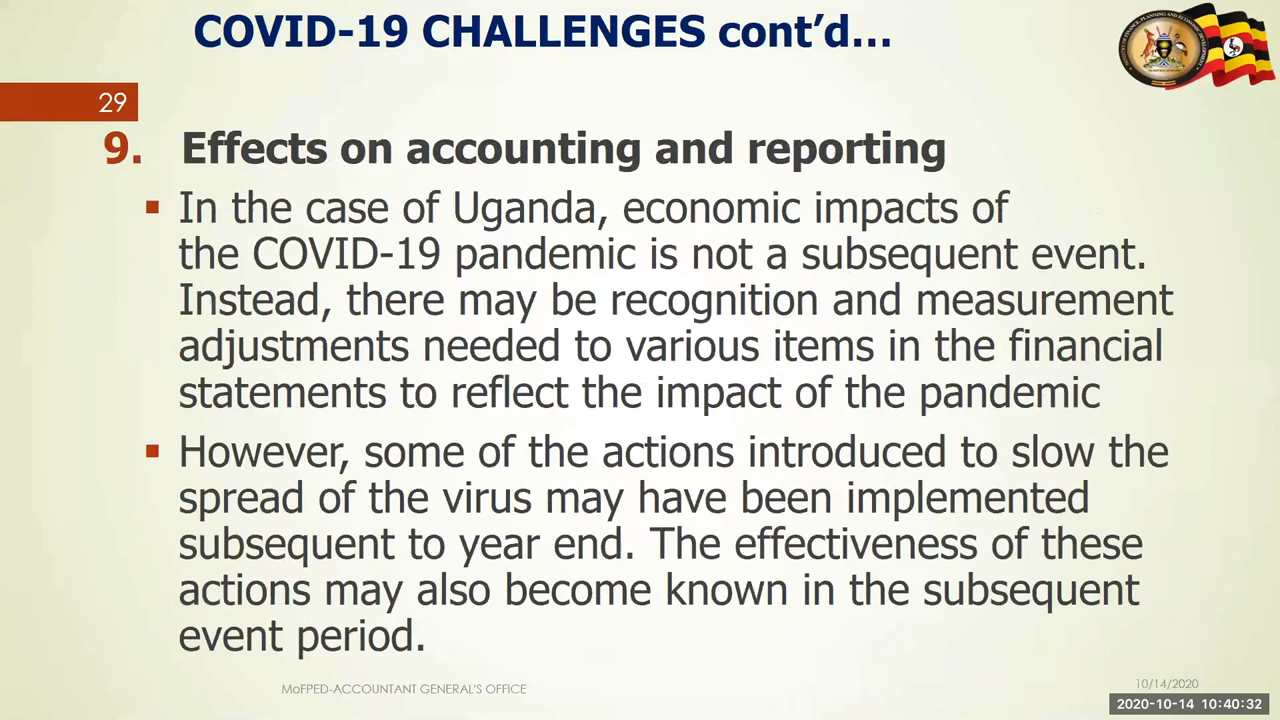 COVID-19 CHALLENGES cont’d…
29
9. Effects on accounting and reporting
▪ In the case of Uganda, economic impacts of
the COVID-19 pandemic is not a subsequent event.
Instead, there may be recognition and measurement
adjustments needed to various items in the financial
statements to reflect the impact of the pandemic
▪ However, some of the actions introduced to slow the
spread of the virus may have been implemented
subsequent to year end. The effectiveness of these
actions may also become known in the subsequent
event period.
MoFPED-ACCOUNTANT GENERAL'S OFFICE
10/14/2020
2020-10-14 10:40:32